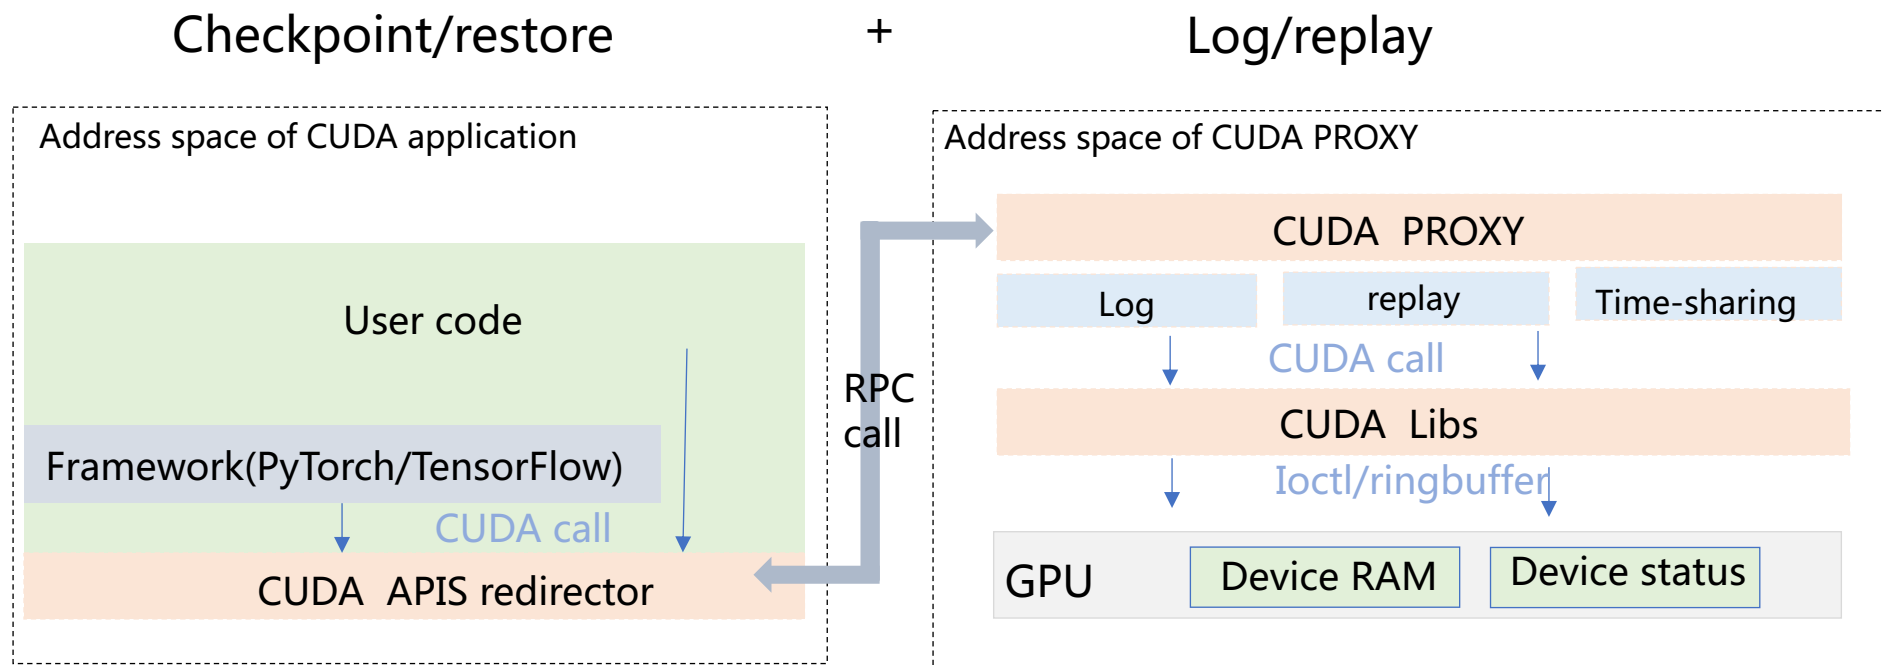 Checkpoint/restore
+
Log/replay
Address space of CUDA application
User code
Framework(PyTorch/TensorFlow)
CUDA call
CUDA APIS redirector
RPC
call
Address space of CUDA PROXY
CUDA PROXY
Log
replay
Time-sharing
CUDA call
CUDA Libs
Ioctl/ringbuffer
GPU
Device RAM
Device status